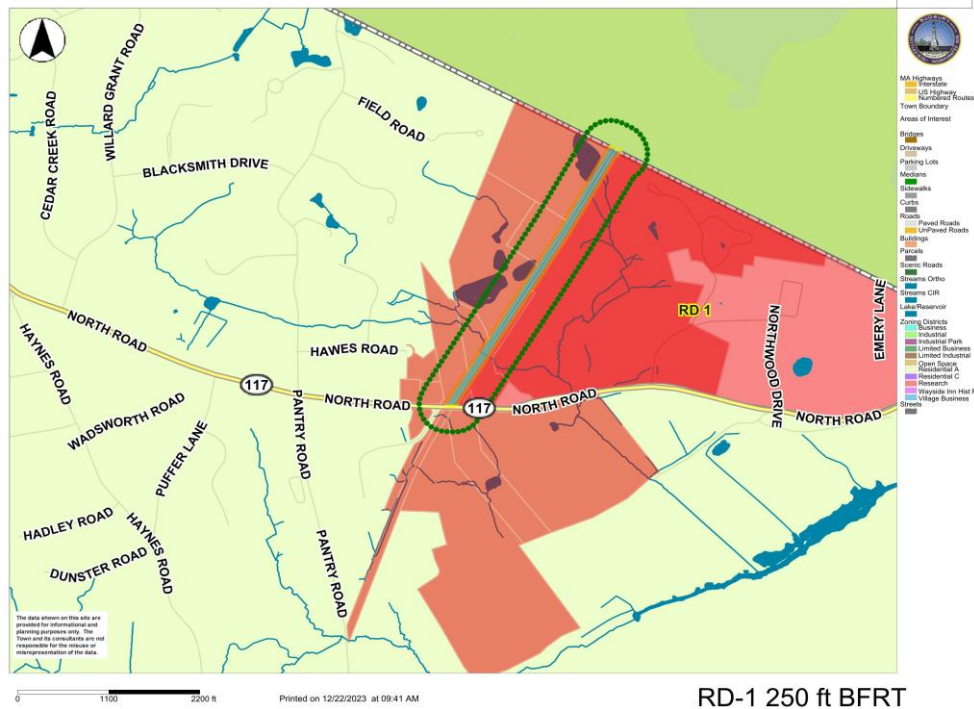 WILLARD GRANT ROAD
CEDAR CREEK ROAD
FIELD ROAD
BLACKSMITH DRIVE
NORTH ROAD
HAYNES ROAD
HAWES ROAD
117
NORTH ROAD
117
NORTH ROAD
RD 1
NORTHWOOD DRIVE
EMERY LANE
NORTH ROAD
WADSWORTH ROAD
PUFFER LANE
PANTRY ROAD
HADLEY ROAD
HAYNES ROAD
DUNSTER ROAD
PANTRY ROAD
The data shown on this site are
provided for informational and
planning purposes only. The
Town and its consultants are not
responsible for the misuse or
misrepresentation of the data.
MA Highways
Interstate
US Highway
Numbered Routes
Town Boundary
Areas of Interest
Bridges
Driveways
Parking Lots
Medians
Sidewalks
Curbs
Roads
Paved Roads
UnPaved Roads
Buildings
Parcels
Scenic Roads
Streams Ortho
Streams CIR
Lake/Reservoir
Zoning Districts
Business
Industrial
Industrial Park
Limited Business
Limited Industrial
Open Space
Residential A
Residential C
Research
Wayside Inn Hist
Village Business
Streets
0 1100 2200 ft
Printed on 12/22/2023 at 09:41 AM
RD-1 250 ft BFRT